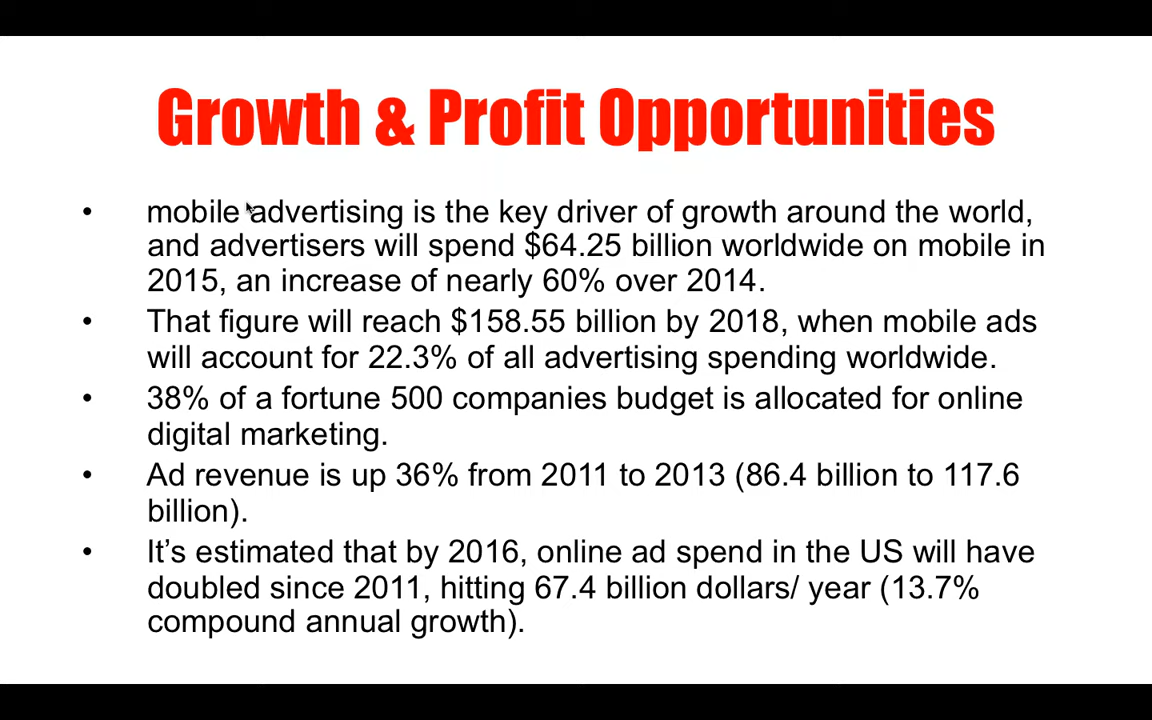 Growth & Profit Opportunities
• mobile advertising is the key driver of growth around the world,
and advertisers will spend $64.25 billion worldwide on mobile in
2015, an increase of nearly 60% over 2014.
• That figure will reach $158.55 billion by 2018, when mobile ads
will account for 22.3% of all advertising spending worldwide.
• 38% of a fortune 500 companies budget is allocated for online
digital marketing.
• Ad revenue is up 36% from 2011 to 2013 (86.4 billion to 117.6
billion).
• It’s estimated that by 2016, online ad spend in the US will have
doubled since 2011, hitting 67.4 billion dollars/ year (13.7%
compound annual growth).